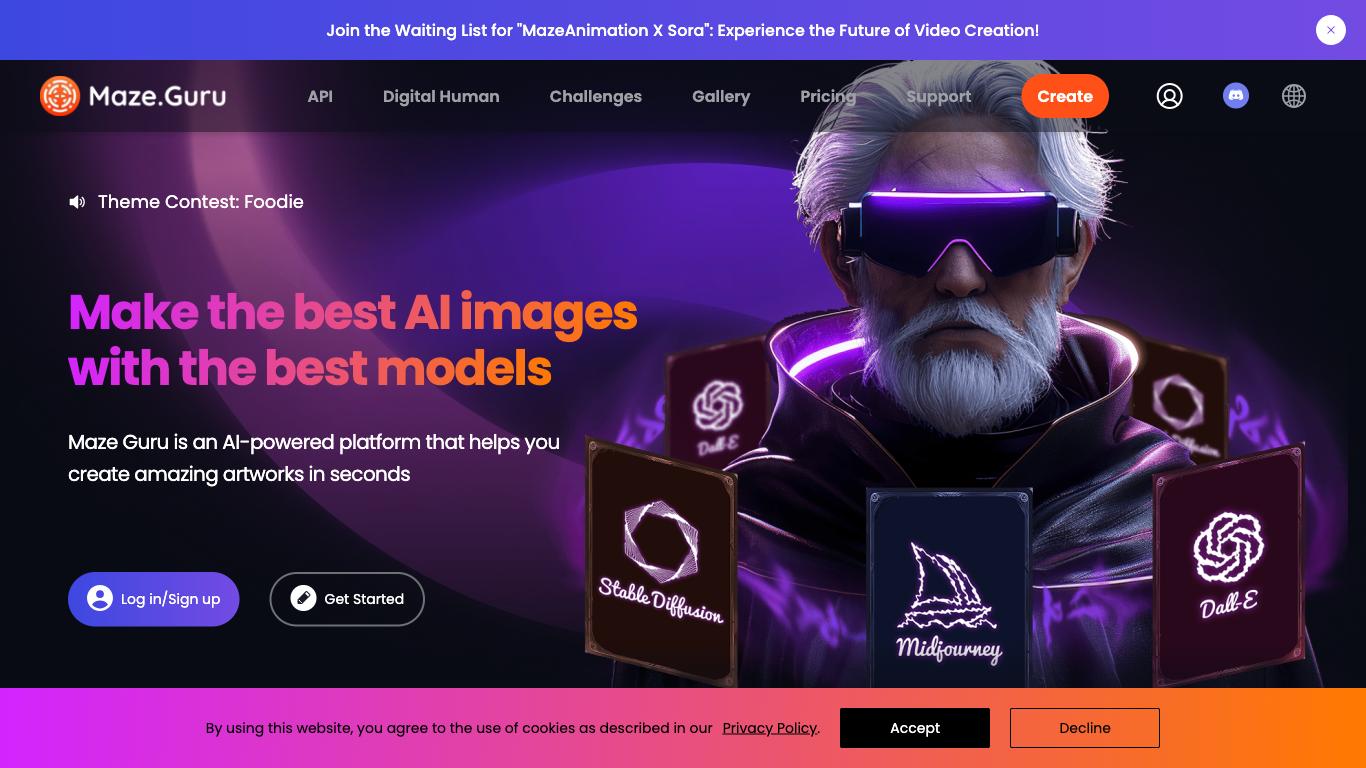 Join the Waiting List for "MazeAnimation X Sora": Experience the Future of Video Creation!
Maze.Guru
API
Digital Human
Challenges
Gallery
Pricing
Support
Create
Theme Contest: Foodie
Make the best AI images
with the best models
Maze Guru is an AI-powered platform that helps you
create amazing artworks in seconds
Log in/Sign up
Get Started
Dall-E
Diffusion
Stable Diffusion
Midjourney
Dall-E
By using this website, you agree to the use of cookies as described in our Privacy Policy.
Accept
Decline